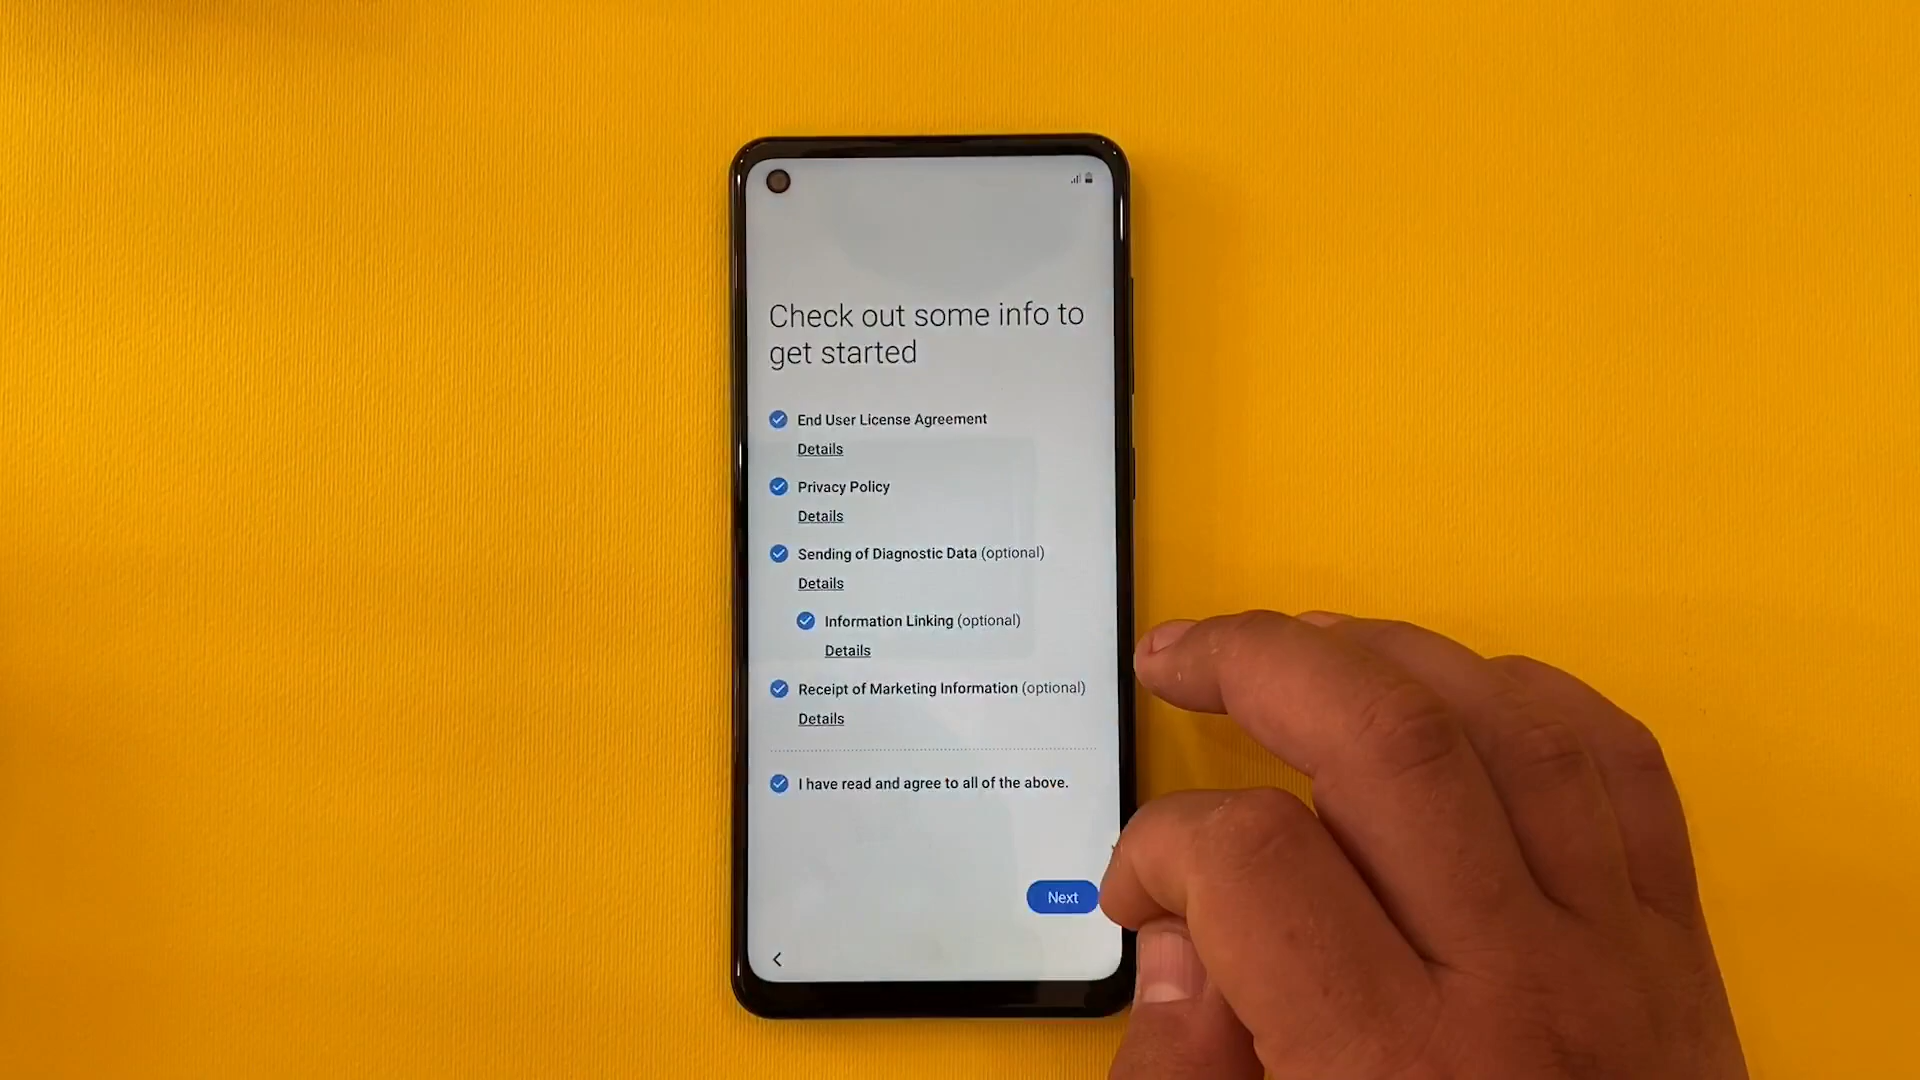 Check out some info to
get started
End User License Agreement
Details
Privacy Policy
Details
Sending of Diagnostic Data (optional)
Details
Information Linking (optional)
Details
Receipt of Marketing Information (optional)
Details
I have read and agree to all of the above.
Next